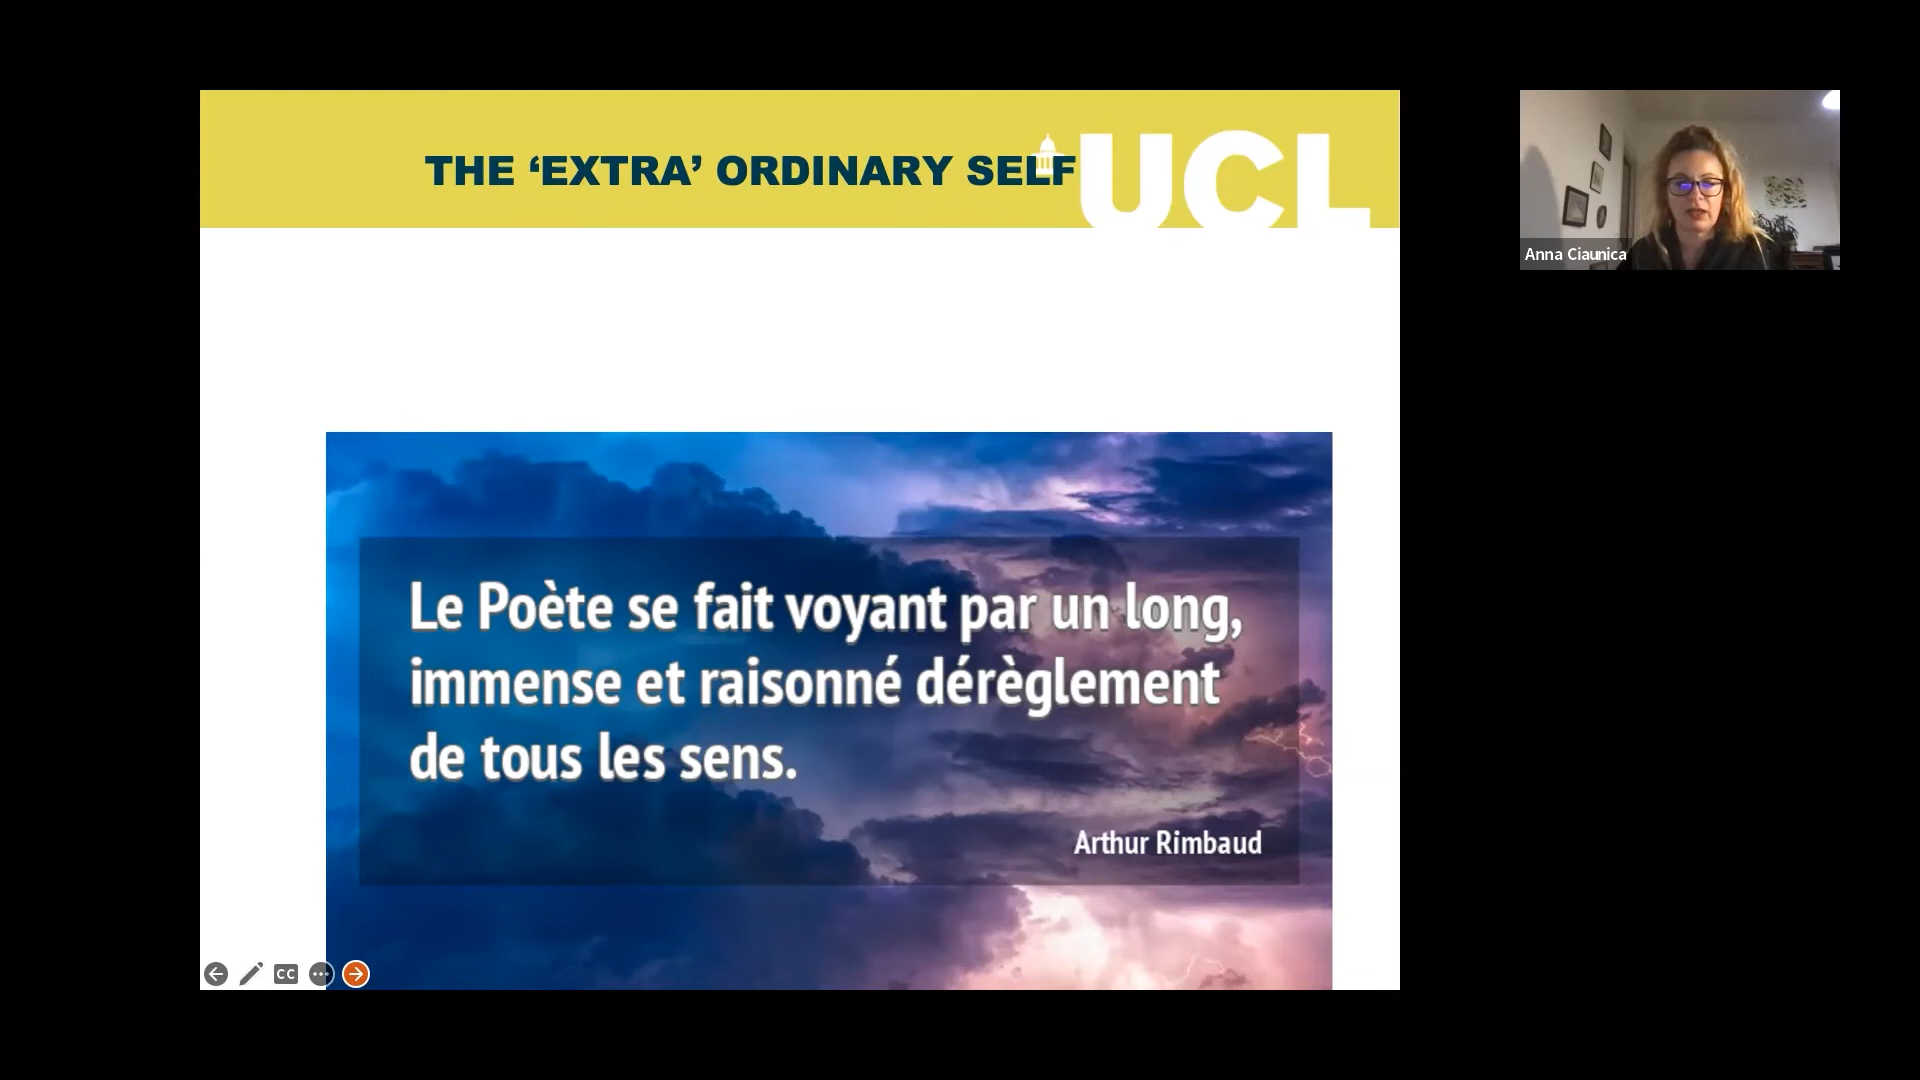 THE ‘EXTRA’ ORDINARY SELF
UCL
Anna Ciaunica
Le Poète se fait voyant par un long,
immense et raisonné dérèglement
de tous les sens.
Arthur Rimbaud
CC